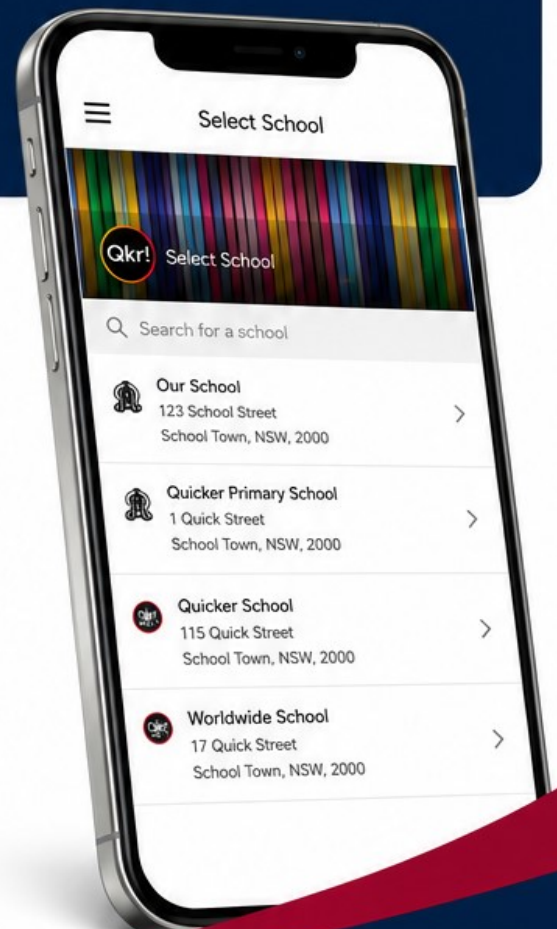 Select School
Qkr!
Select School
Search for a school
Our School
123 School Street
School Town, NSW, 2000
Quicker Primary School
1 Quick Street
School Town, NSW, 2000
Quicker School
115 Quick Street
School Town, NSW, 2000
Worldwide School
17 Quick Street
School Town, NSW, 2000